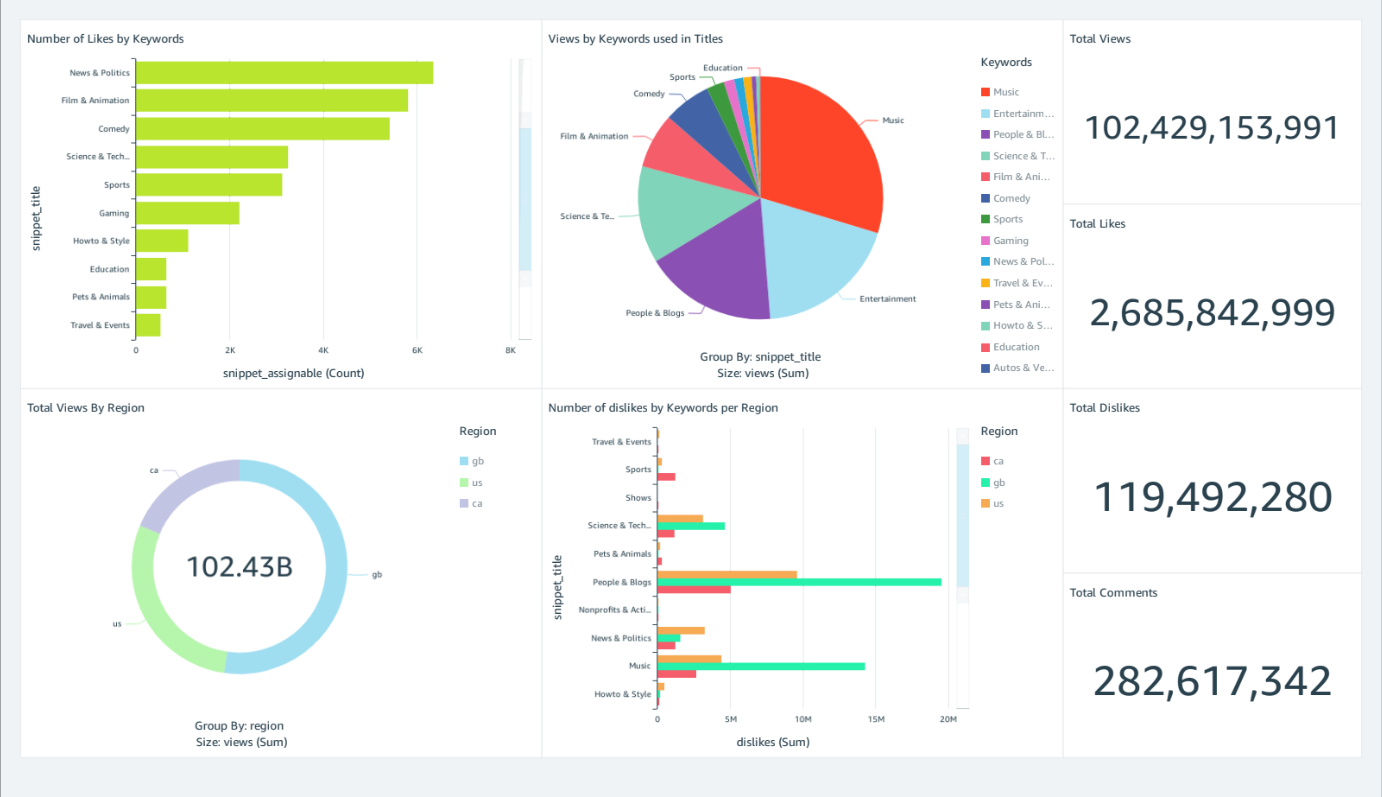 Number of Likes by Keywords
snippet_title
News & Politics
Film & Animation
Comedy
Science & Tech...
Sports
Gaming
Howto & Style
Education
Pets & Animals
Travel & Events
0 2K 4K 6K 8K
snippet_assignable (Count)
Views by Keywords used in Titles
Education
Sports
Comedy
Film & Animation
Science & Te...
People & Blogs
Music
Entertainment
Group By: snippet_title
Size: views (Sum)
Keywords
Music
Entertainm...
People & Bl...
Science & T...
Film & Ani...
Comedy
Sports
Gaming
News & Pol...
Travel & Ev...
Pets & Ani...
Howto & S...
Education
Autos & Ve...
Total Views
102,429,153,991
Total Likes
2,685,842,999
Total Views By Region
ca
us
gb
102.43B
Group By: region
Size: views (Sum)
Region
gb
us
ca
Number of dislikes by Keywords per Region
snippet_title
Travel & Events
Sports
Shows
Science & Tech...
Pets & Animals
People & Blogs
Nonprofits & Acti...
News & Politics
Music
Howto & Style
0 5M 10M 15M 20M
dislikes (Sum)
Region
ca
gb
us
Total Dislikes
119,492,280
Total Comments
282,617,342